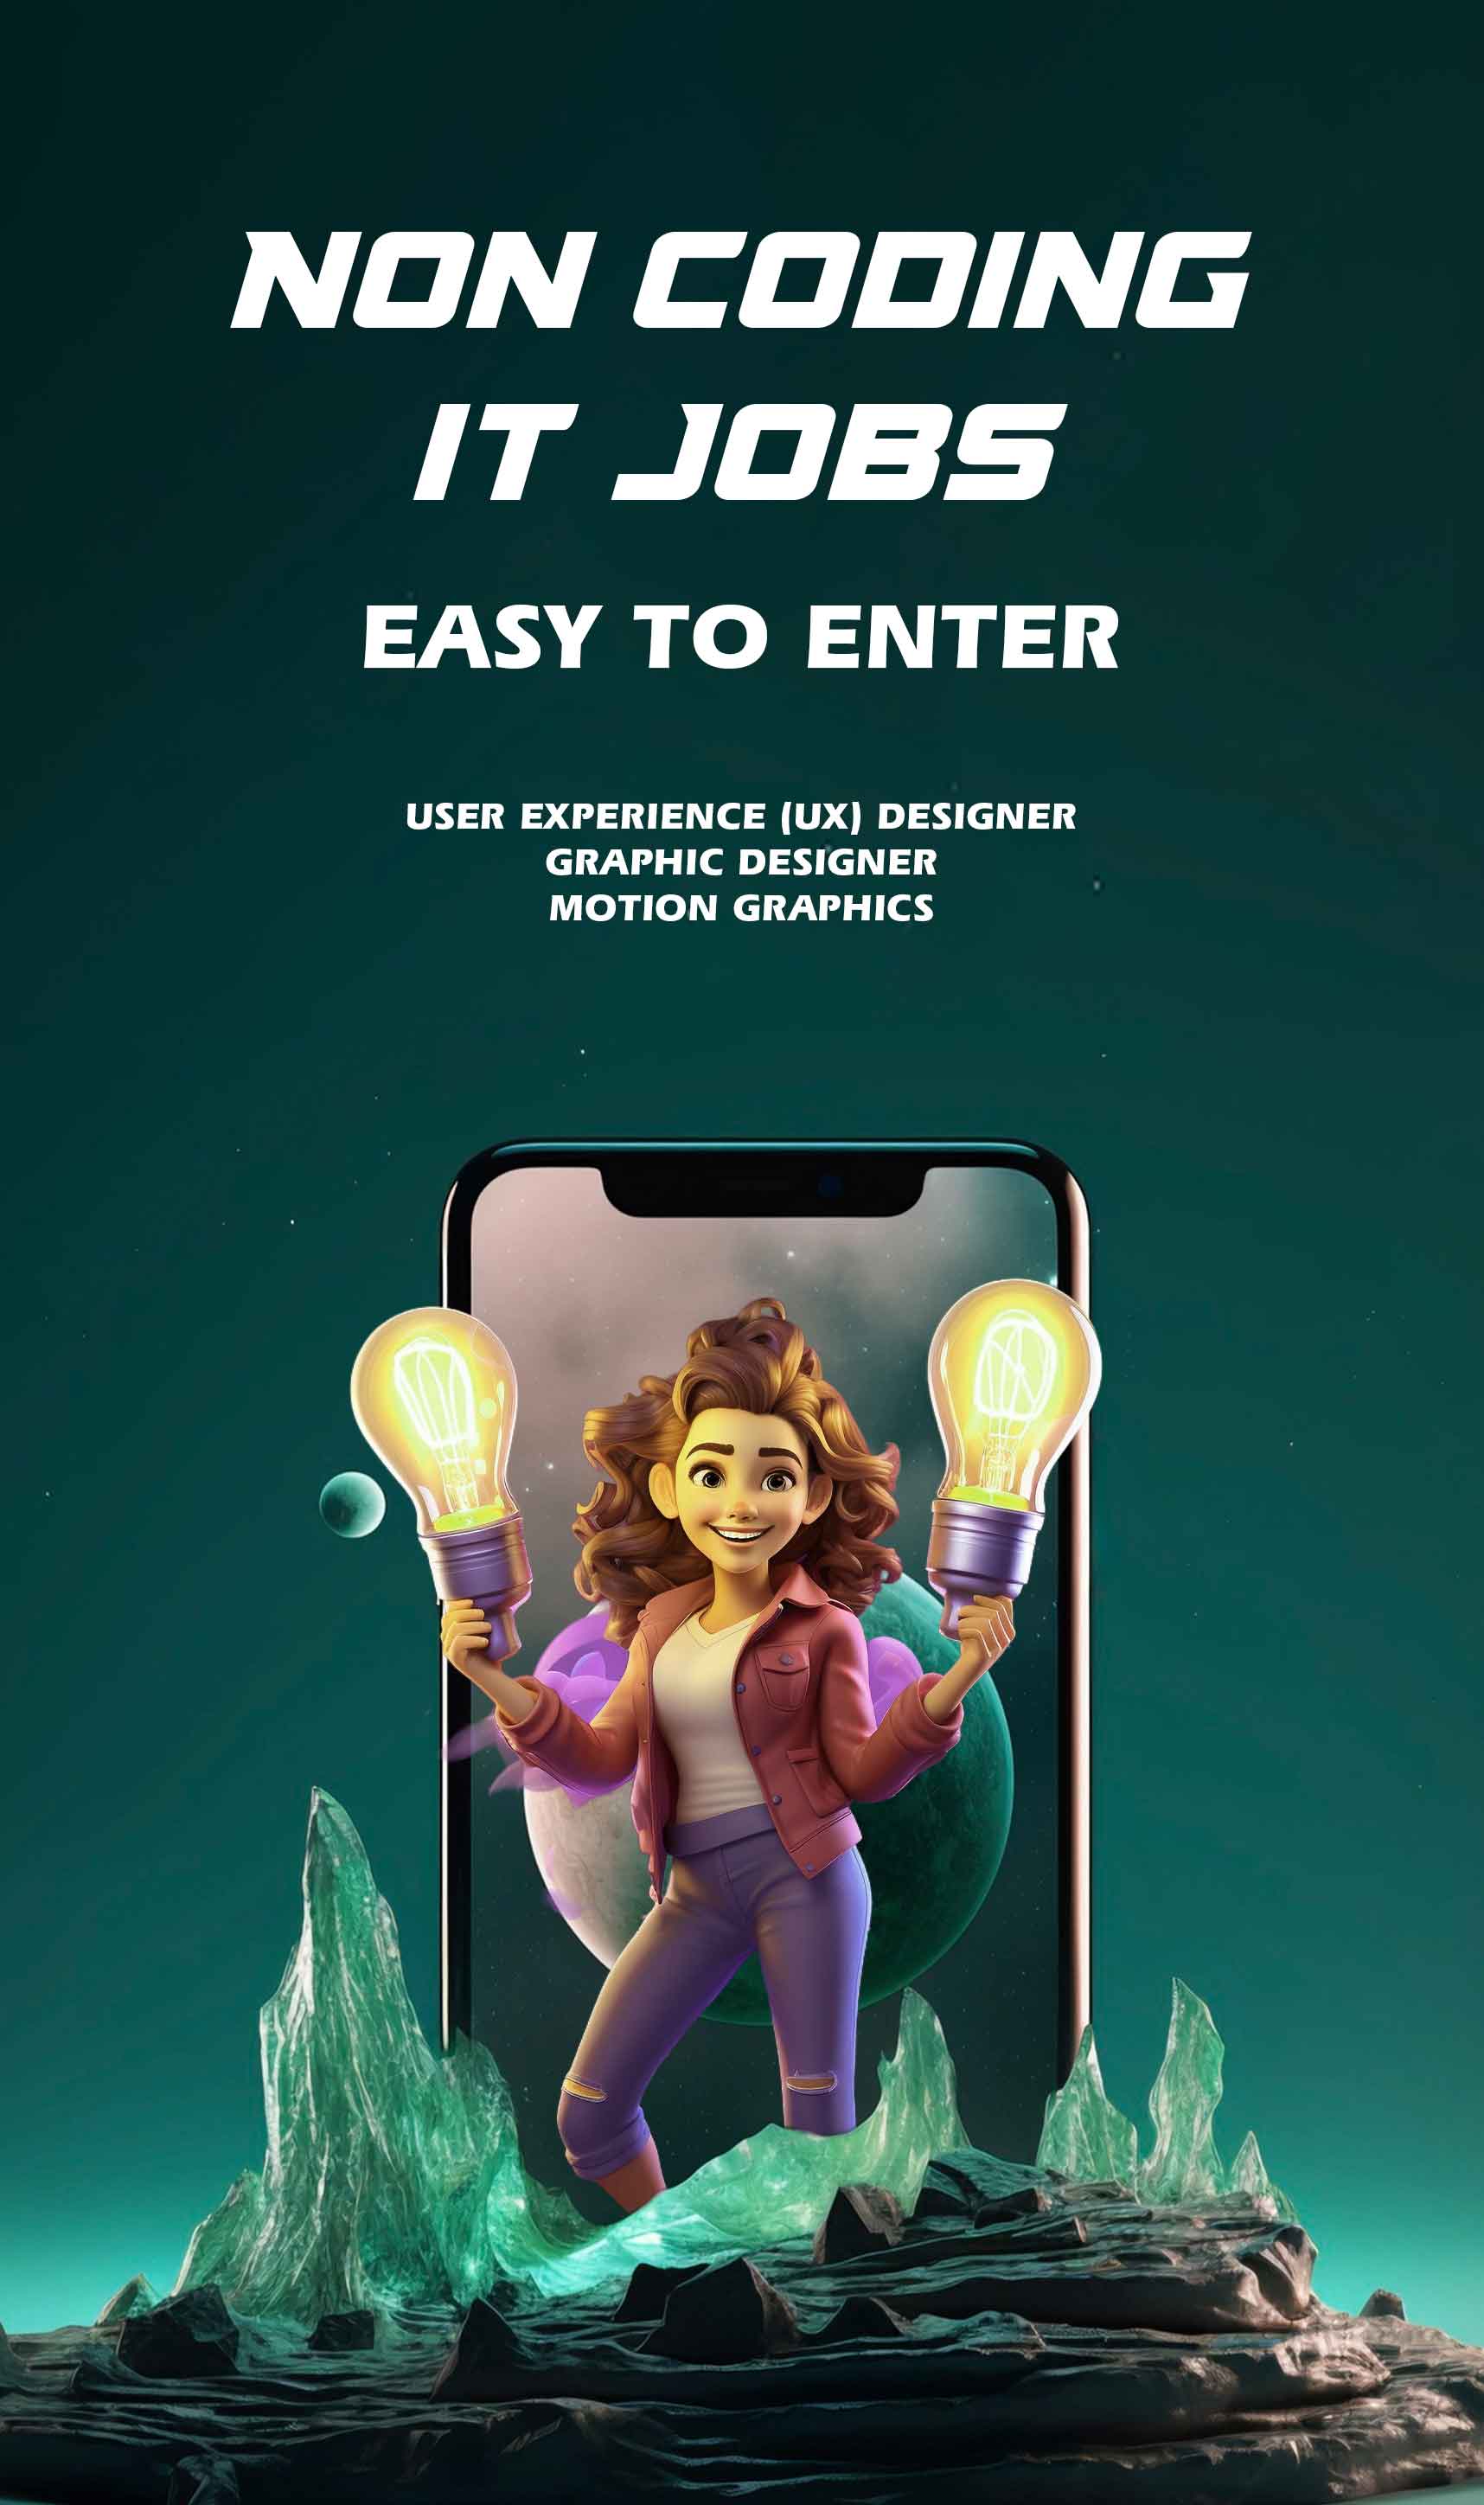 NON CODING
IT JOBS
EASY TO ENTER
USER EXPERIENCE (UX) DESIGNER
GRAPHIC DESIGNER
MOTION GRAPHICS